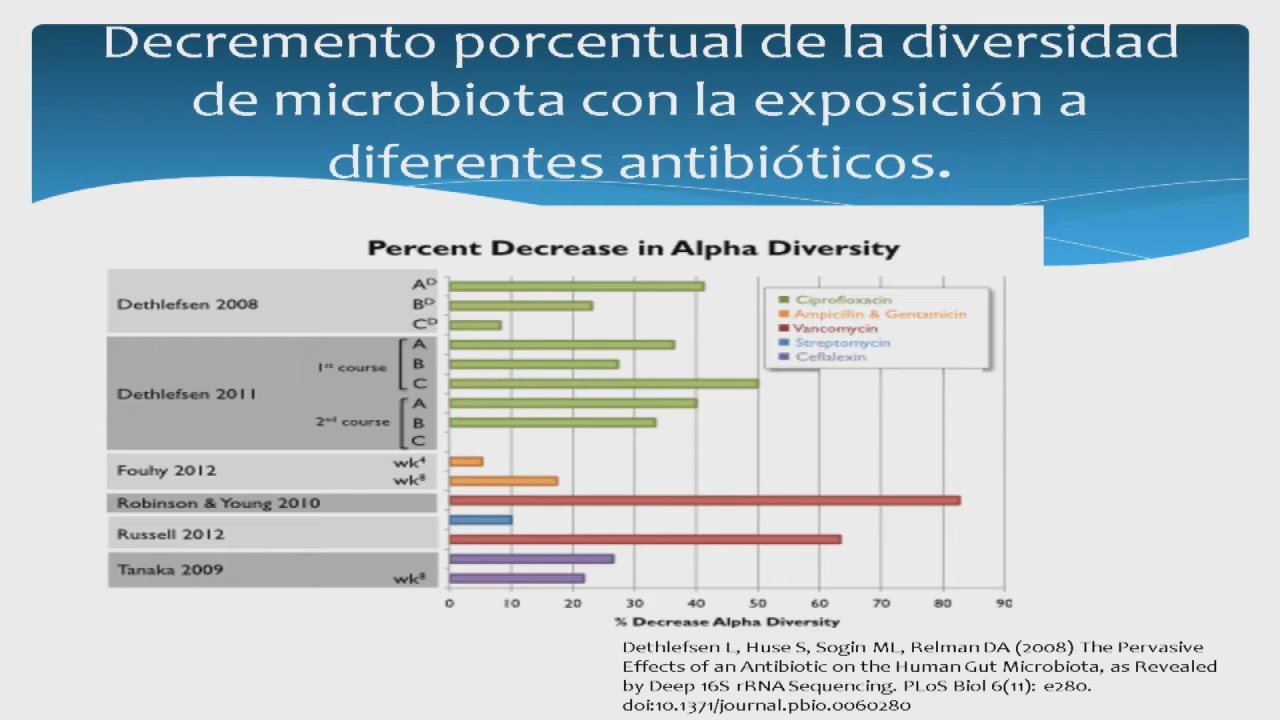 Decremento porcentual de la diversidad
de microbiota con la exposición a
diferentes antibióticos.
Percent Decrease in Alpha Diversity
Dethlefsen 2008
Aᴰ
Bᴰ
Cᴰ
Dethlefsen 2011
1ˢᵗ course
A
B
C
2ⁿᵈ course
A
B
C
Fouhy 2012
wk⁴
wk⁸
Robinson & Young 2010
Russell 2012
Tanaka 2009
wk⁸
Ciprofloxacin
Ampicillin & Gentamicin
Vancomycin
Streptomycin
Ceflalexin
0 10 20 30 40 50 60 70 80 90
% Decrease Alpha Diversity
Dethlefsen L, Huse S, Sogin ML, Relman DA (2008) The Pervasive
Effects of an Antibiotic on the Human Gut Microbiota, as Revealed
by Deep 16S rRNA Sequencing. PLoS Biol 6(11): e280.
doi:10.1371/journal.pbio.0060280